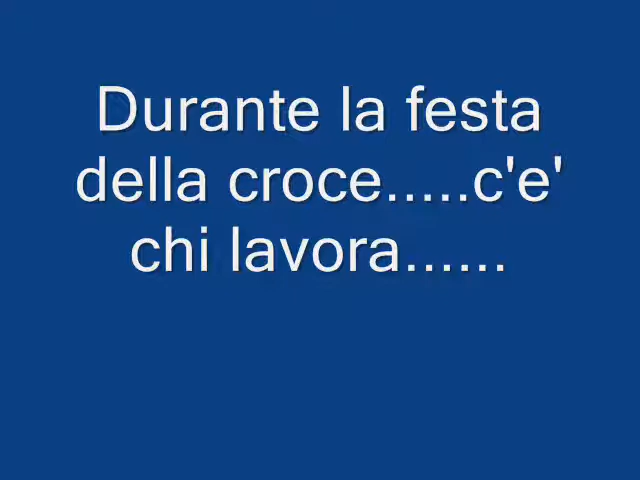 Durante la festa
della croce.....c'e'
chi lavora......